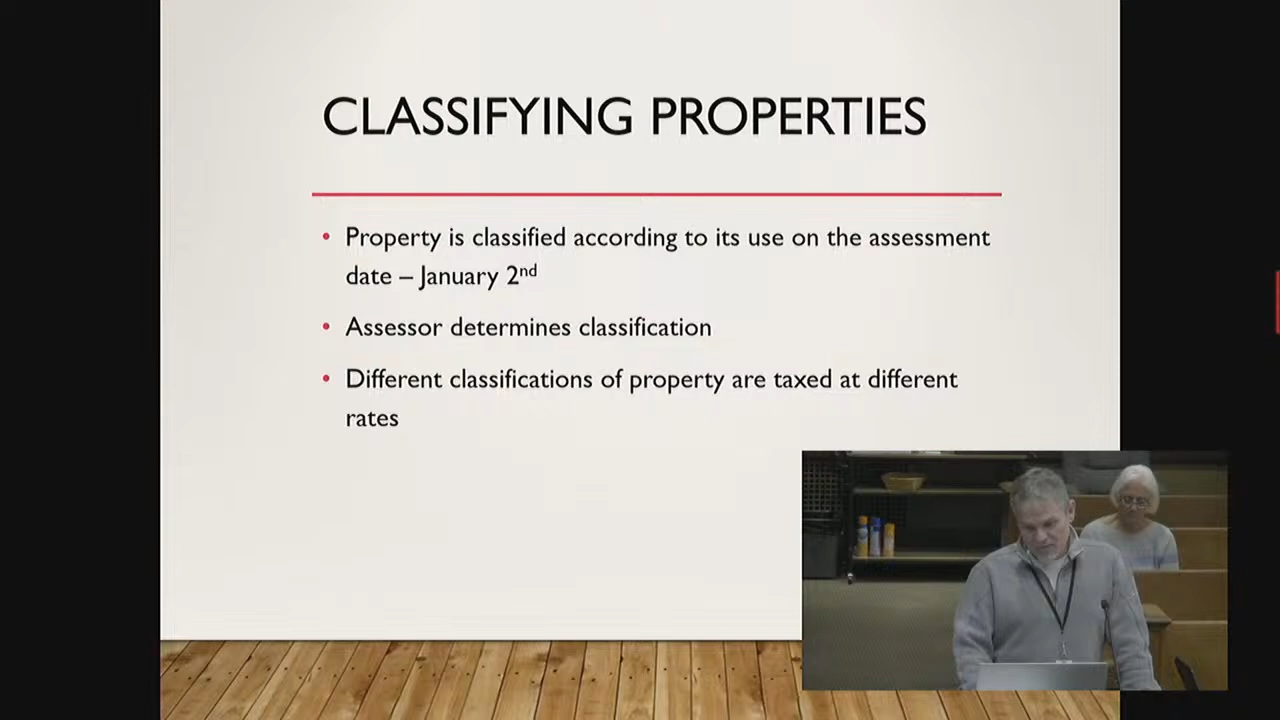 CLASSIFYING PROPERTIES
• Property is classified according to its use on the assessment
date – January 2nd
• Assessor determines classification
• Different classifications of property are taxed at different
rates